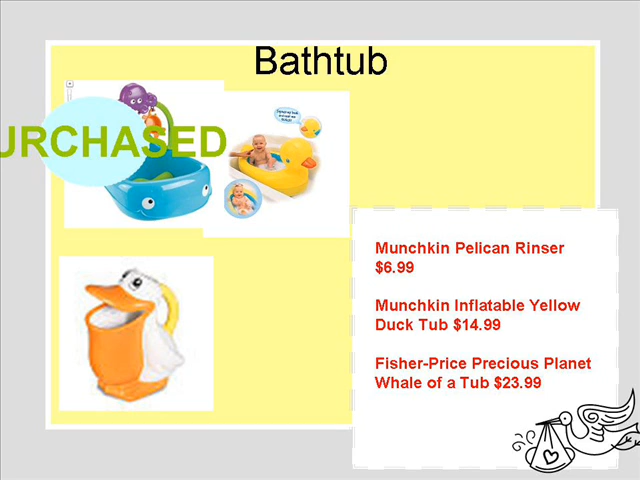 Bathtub
URCHASED
Munchkin Pelican Rinser
$6.99
Munchkin Inflatable Yellow
Duck Tub $14.99
Fisher-Price Precious Planet
Whale of a Tub $23.99